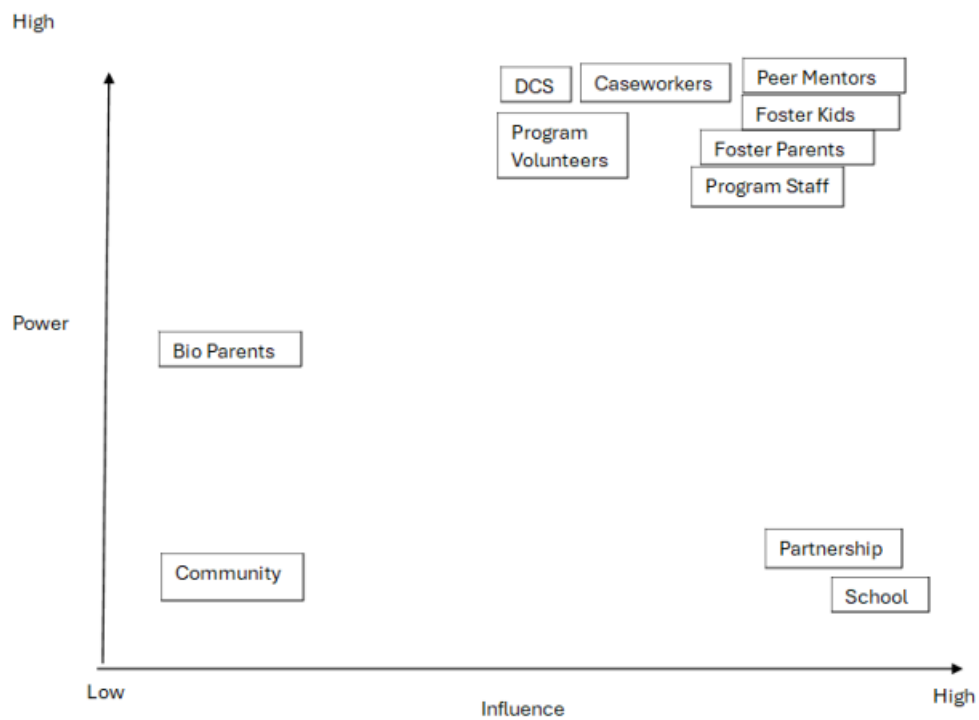 High
DCS
Caseworkers
Peer Mentors
Foster Kids
Program
Volunteers
Foster Parents
Program Staff
Power
Bio Parents
Partnership
Community
School
Low
High
Influence